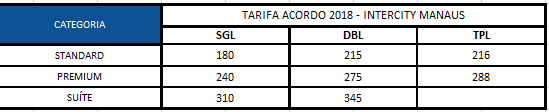 CATEGORIA TARIFA ACORDO 2018 - INTERCITY MANAUS
SGL DBL TPL
STANDARD 180 215 216
PREMIUM 240 275 288
SUÍTE 310 345